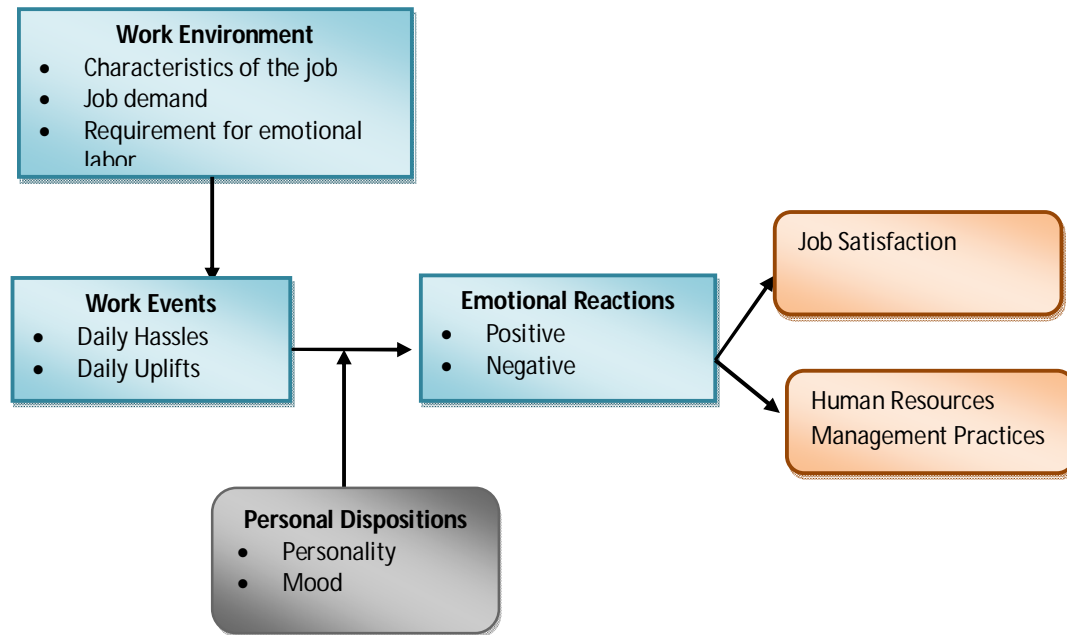 Work Environment
• Characteristics of the job
• Job demand
• Requirement for emotional
labor
Work Events
• Daily Hassles
• Daily Uplifts
Emotional Reactions
• Positive
• Negative
Job Satisfaction
Human Resources
Management Practices
Personal Dispositions
• Personality
• Mood